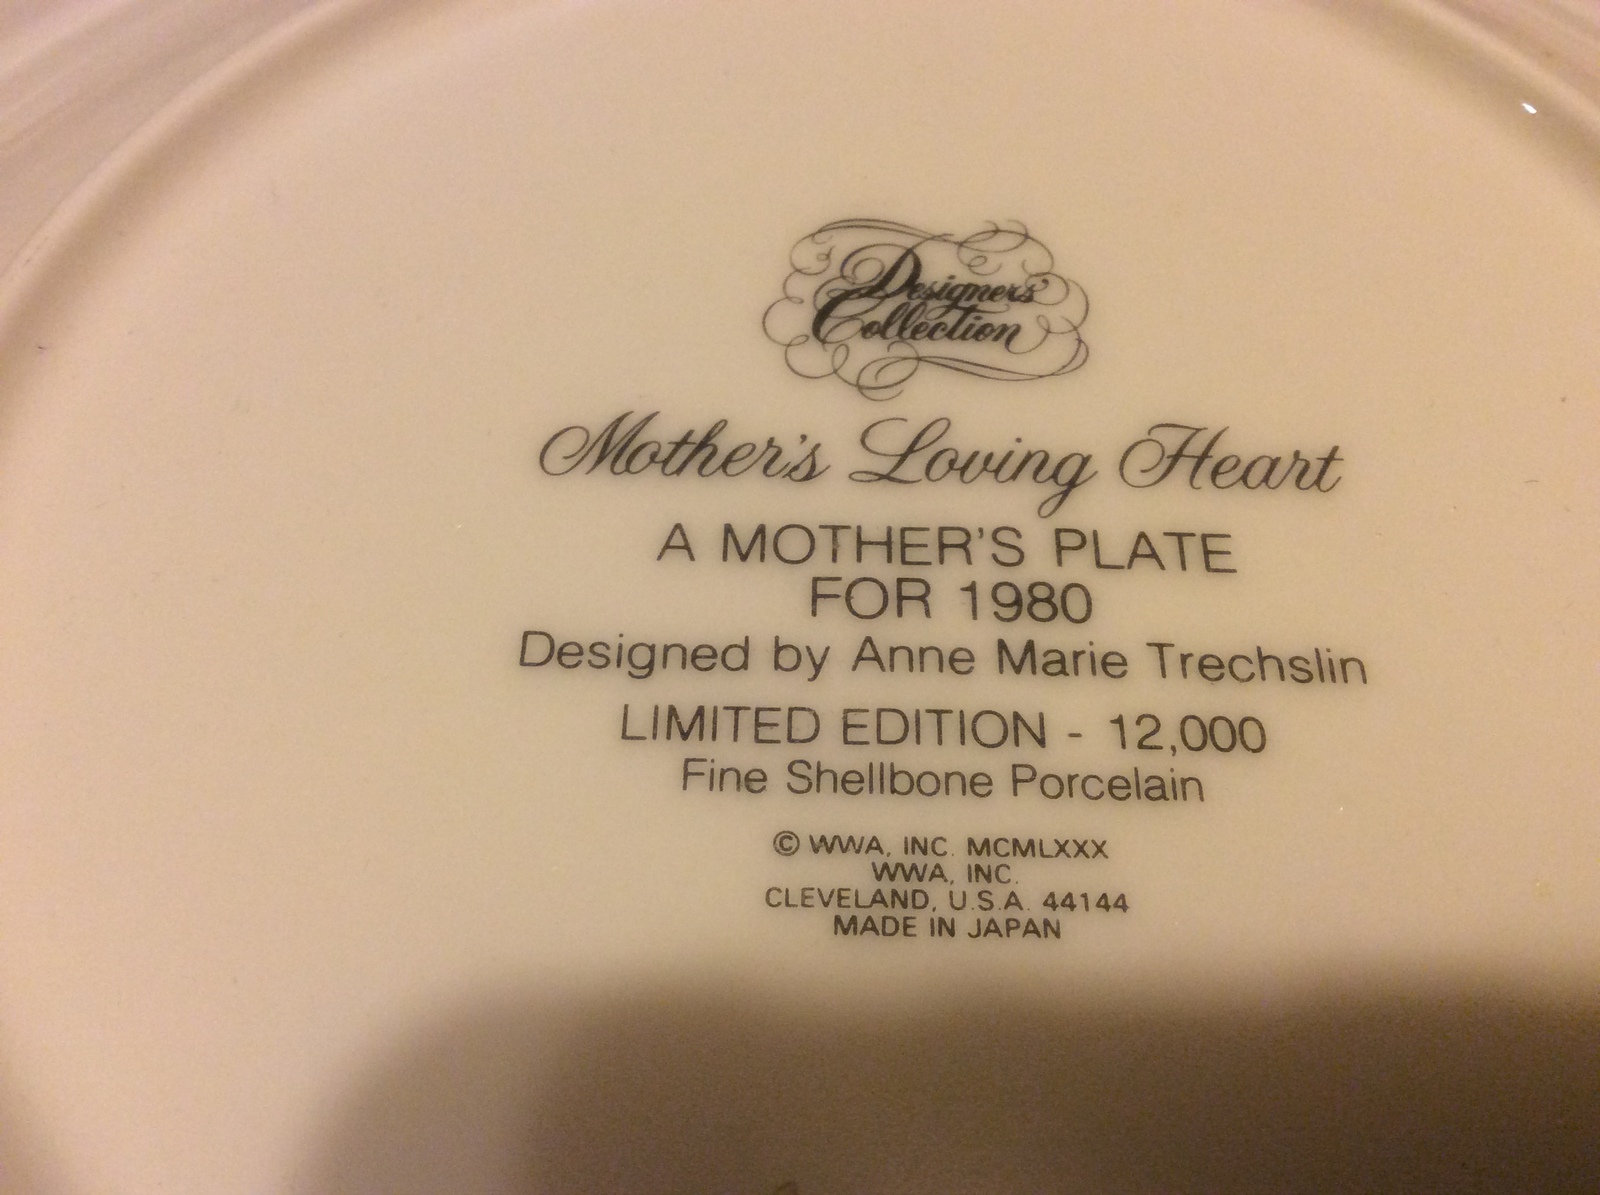 Designers'
Collection
Mother's Loving Heart
A MOTHER'S PLATE
FOR 1980
Designed by Anne Marie Trechslin
LIMITED EDITION - 12,000
Fine Shellbone Porcelain
© WWA, INC. MCMLXXX
WWA, INC.
CLEVELAND, U.S.A. 44144
MADE IN JAPAN